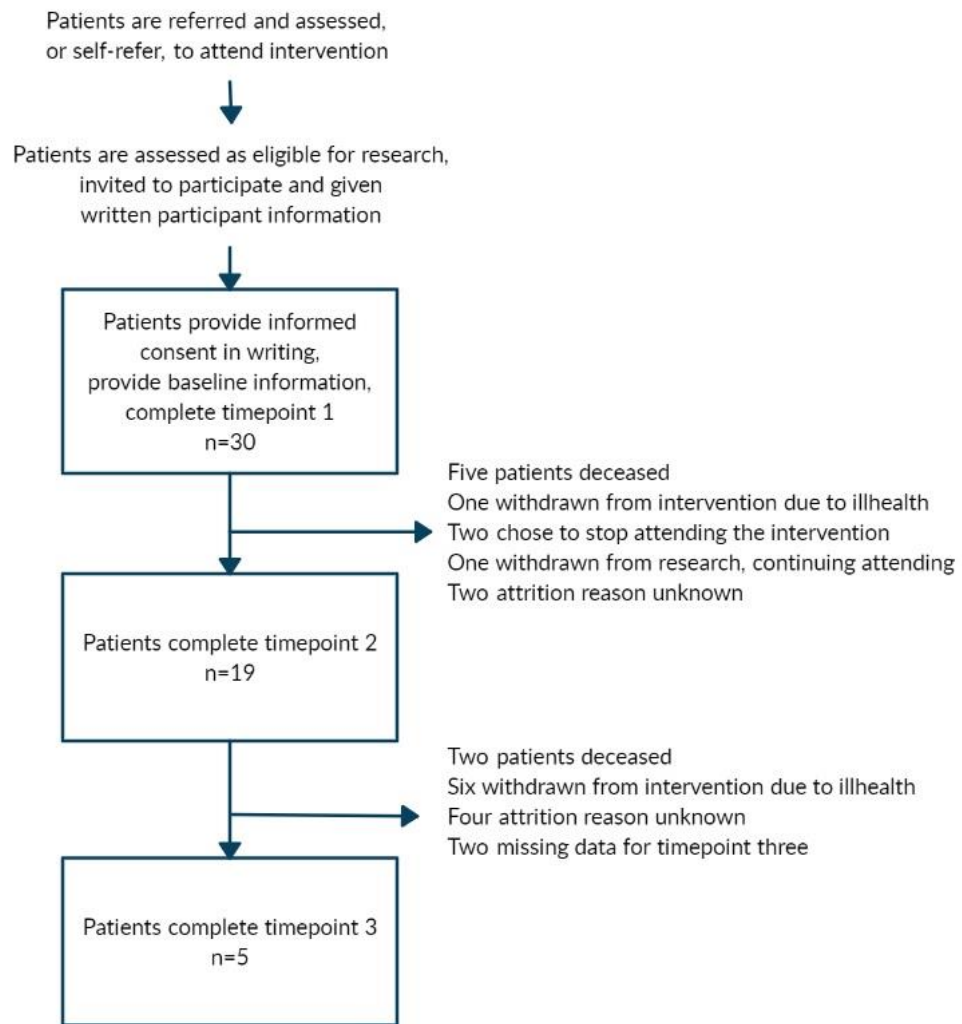 Patients are referred and assessed,
or self-refer, to attend intervention
Patients are assessed as eligible for research,
invited to participate and given
written participant information
Patients provide informed
consent in writing,
provide baseline information,
complete timepoint 1
n=30
Five patients deceased
One withdrawn from intervention due to illhealth
Two chose to stop attending the intervention
One withdrawn from research, continuing attending
Two attrition reason unknown
Patients complete timepoint 2
n=19
Two patients deceased
Six withdrawn from intervention due to illhealth
Four attrition reason unknown
Two missing data for timepoint three
Patients complete timepoint 3
n=5